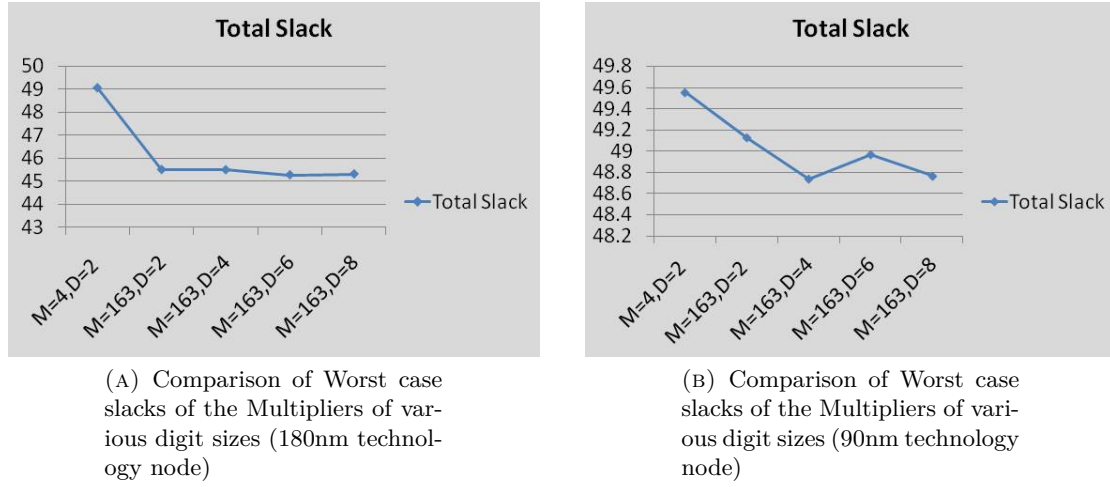 Total Slack
50
49
48
47
46
45
44
43
M=4,D=2
M=163,D=2
M=163,D=4
M=163,D=6
M=163,D=8
Total Slack
(A) Comparison of Worst case
slacks of the Multipliers of var-
ious digit sizes (180nm technol-
ogy node)
Total Slack
49.8
49.6
49.4
49.2
49
48.8
48.6
48.4
48.2
M=4,D=2
M=163,D=2
M=163,D=4
M=163,D=6
M=163,D=8
Total Slack
(B) Comparison of Worst case
slacks of the Multipliers of vari-
ous digit sizes (90nm technology
node)